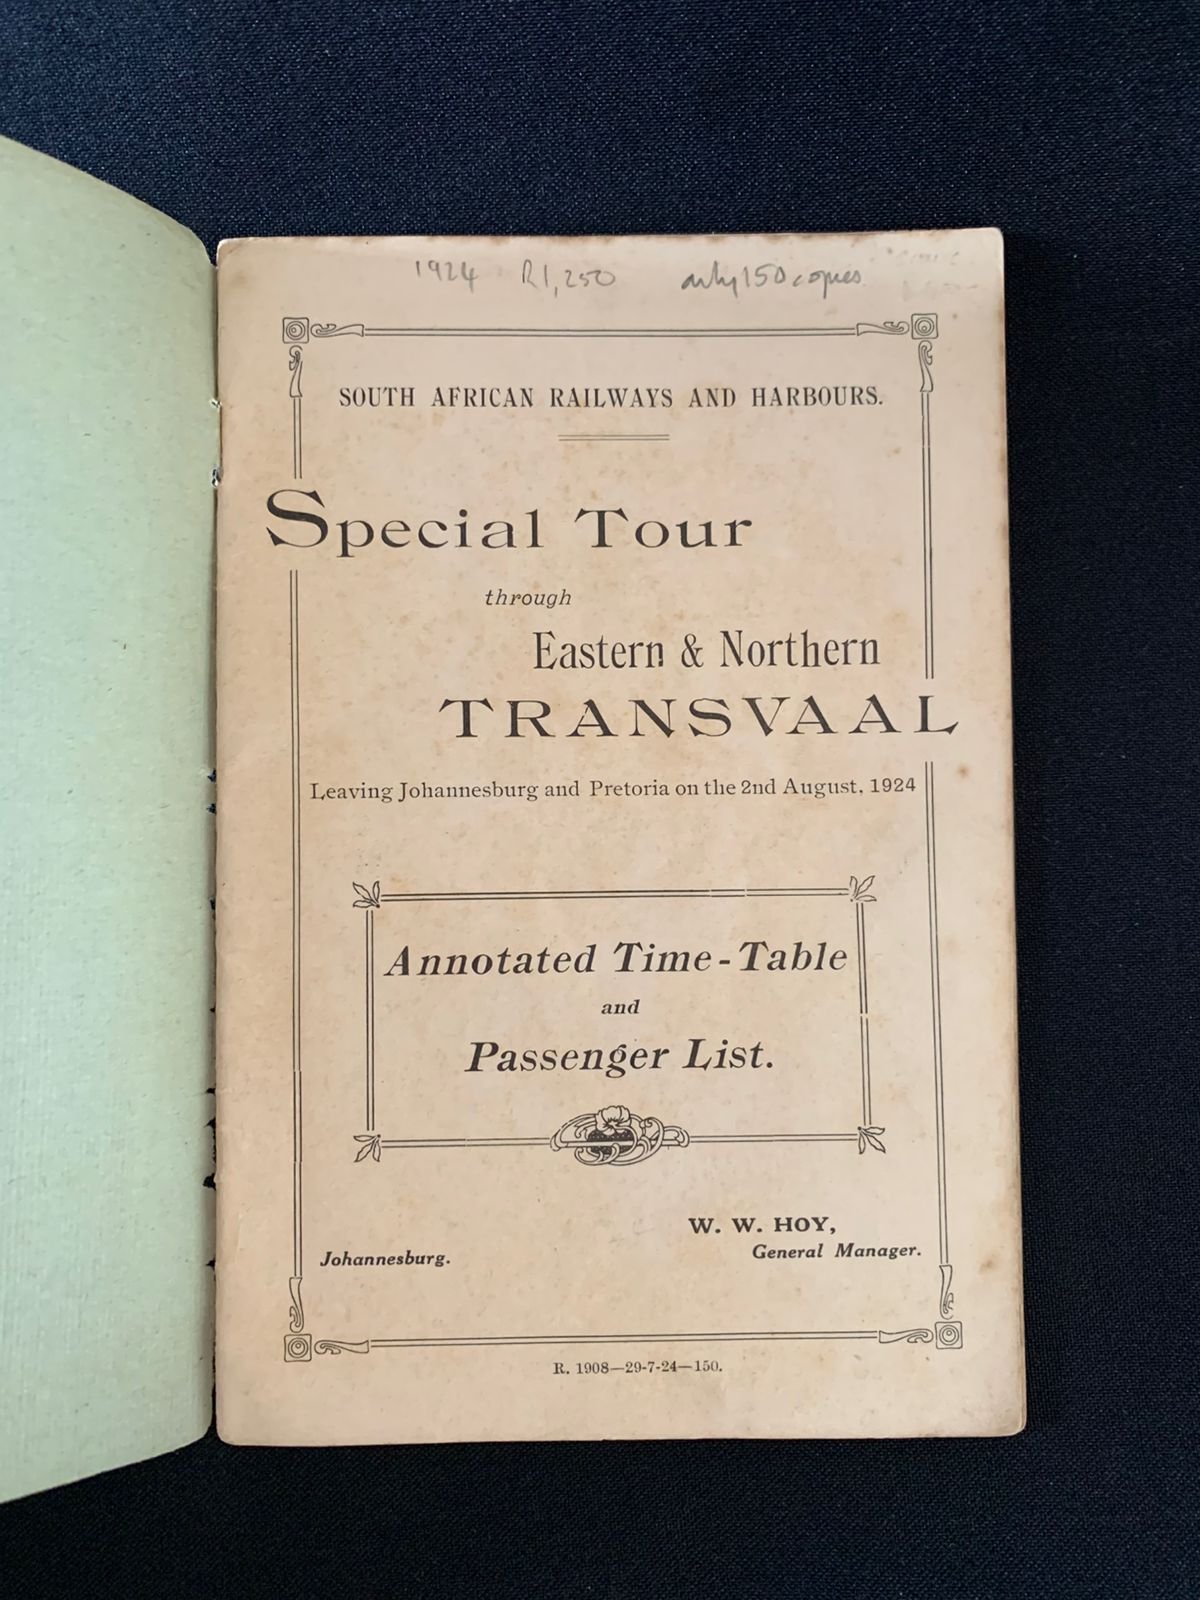 1924 R1,250 only 150 copies
SOUTH AFRICAN RAILWAYS AND HARBOURS.
Special Tour
through
Eastern & Northern
TRANSVAAL
Leaving Johannesburg and Pretoria on the 2nd August, 1924
Annotated Time-Table
and
Passenger List.
W. W. HOY,
General Manager.
Johannesburg.
R. 1908—29-7-24—150.